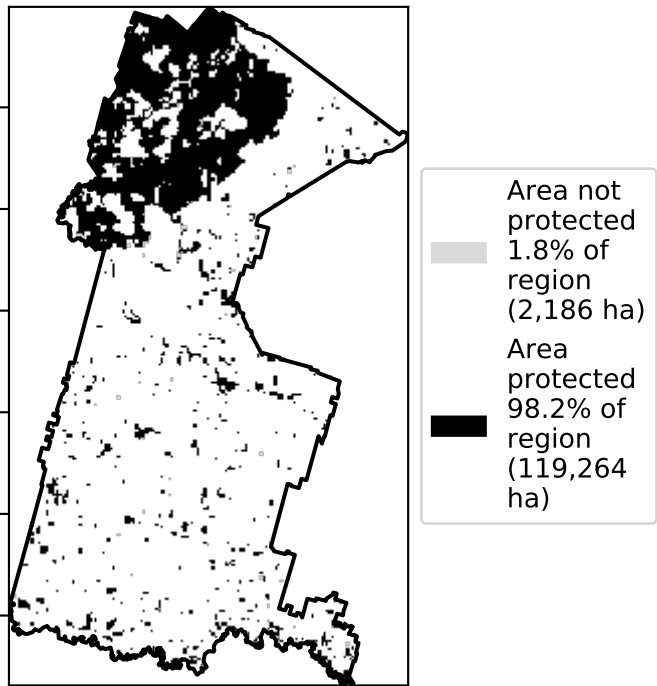 Area not
protected
1.8% of
region
(2,186 ha)
Area
protected
98.2% of
region
(119,264
ha)